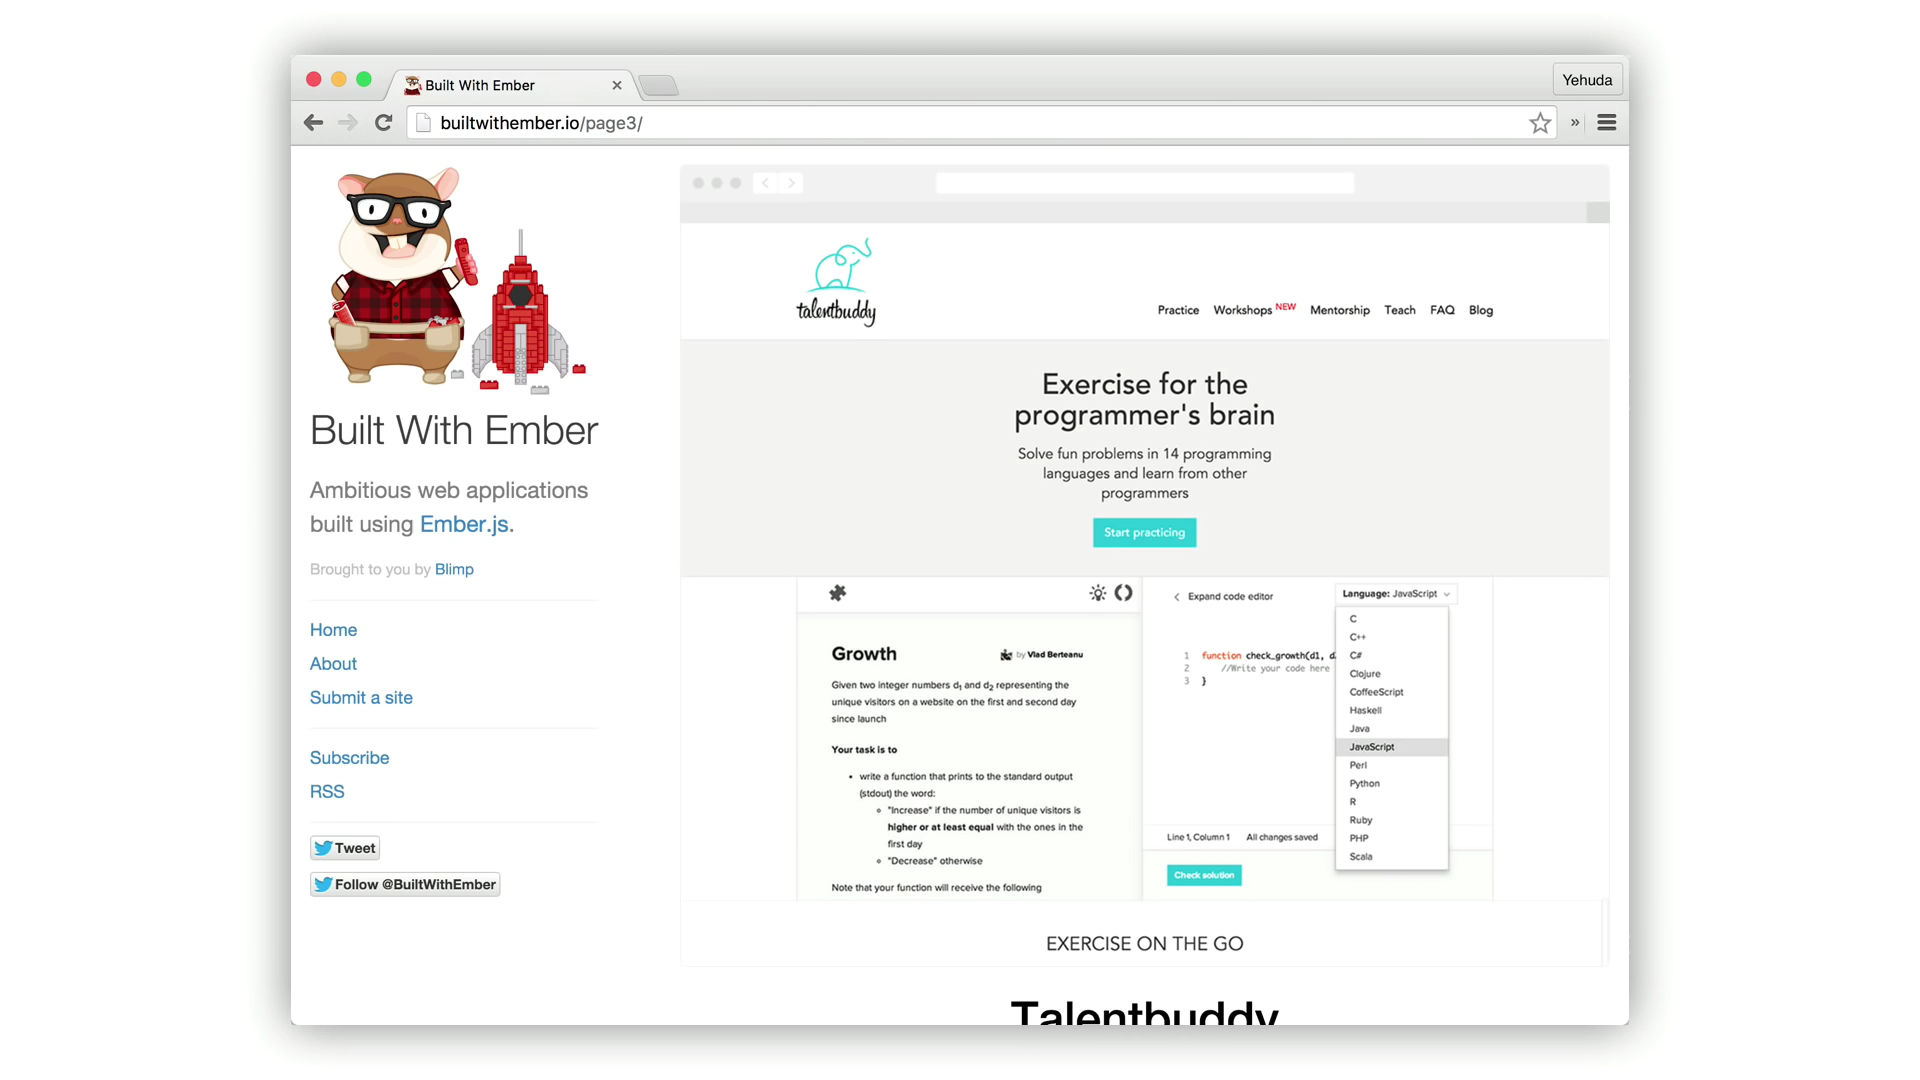 Built With Ember
Yehuda
builtwithember.io/page3/
Built With Ember
Ambitious web applications
built using Ember.js.
Brought to you by Blimp
Home
About
Submit a site
Subscribe
RSS
Tweet
Follow @BuiltWithEmber
talentbuddy
Practice Workshops NEW Mentorship Teach FAQ Blog
Exercise for the
programmer's brain
Solve fun problems in 14 programming
languages and learn from other
programmers
Start practicing
Growth
by Vlad Berteanu
Given two integer numbers d1 and d2 representing the
unique visitors on a website on the first and second day
since launch
Your task is to
• write a function that prints to the standard output
(stdout) the word:
"Increase" if the number of unique visitors is
higher or at least equal with the ones in the
first day
"Decrease" otherwise
Note that your function will receive the following
Expand code editor
Language: JavaScript
1 function check_growth(d1, d
2 //Write your code here
3 }
C
C++
C#
Clojure
CoffeeScript
Haskell
Java
JavaScript
Perl
Python
R
Ruby
PHP
Scala
Line 1, Column 1 All changes saved
Check solution
EXERCISE ON THE GO
Talentbuddy